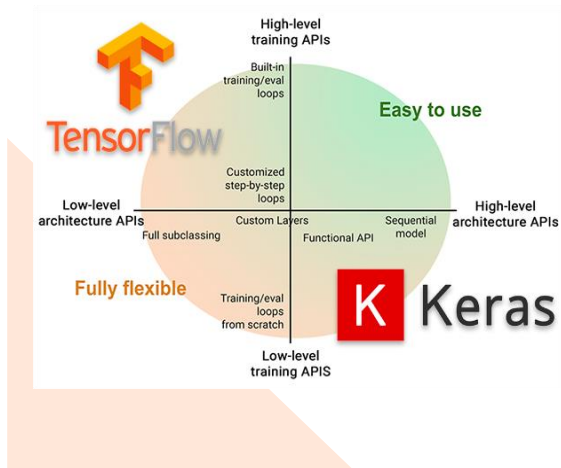 High-level
training APIs
Built-in
training/eval
loops
Easy to use
TensorFlow
Customized
step-by-step
loops
Low-level
architecture APIs
High-level
architecture APIs
Custom Layers
Sequential
model
Full subclassing
Functional API
Fully flexible
Training/eval
loops
from scratch
K Keras
Low-level
training APIS